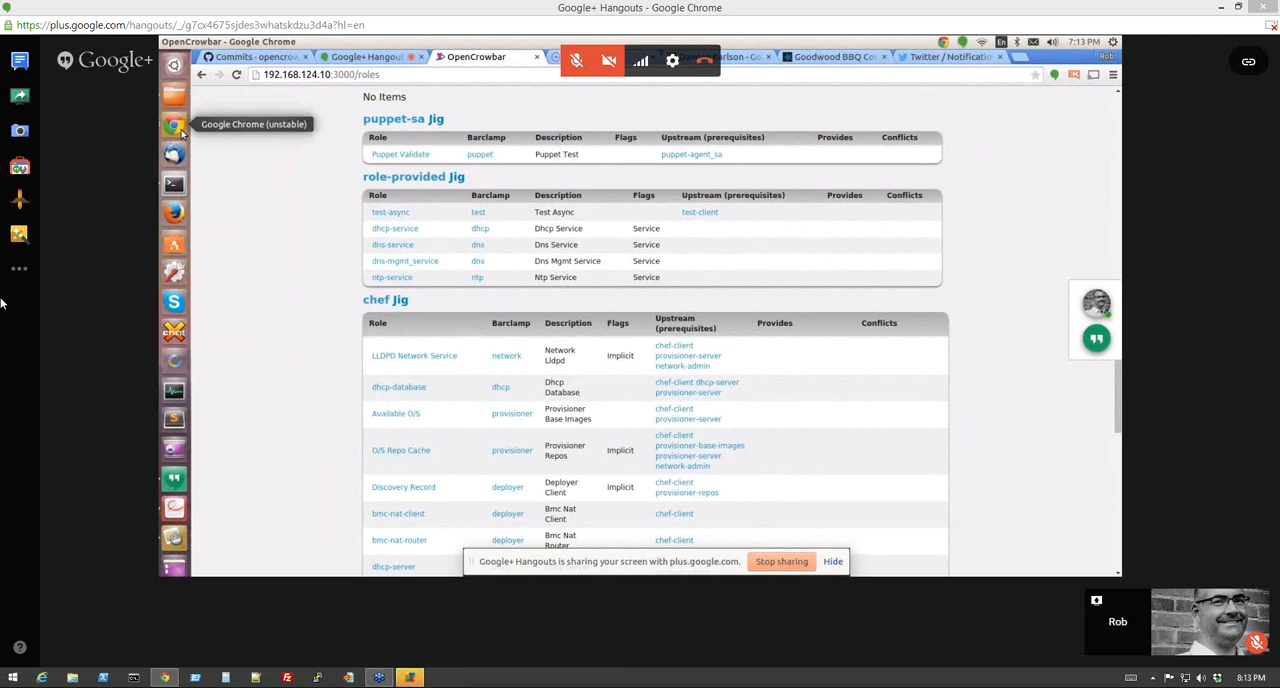 Google+ Hangouts - Google Chrome
https://plus.google.com/hangouts/_/g7cx4675sjdes3whatskdzu3d4a?hl=en
Google+
OpenCrowbar - Google Chrome
En
7:13 PM
Commits · opencrow
Google+ Hangouts
OpenCrowbar
Karlson - Go
Goodwood BBQ Co
Twitter / Notification
Rob
192.168.124.10:3000/roles
No Items
Google Chrome (unstable)
puppet-sa Jig
Role Barclamp Description Flags Upstream (prerequisites) Provides Conflicts
Puppet Validate puppet Puppet Test puppet-agent_sa
role-provided Jig
Role Barclamp Description Flags Upstream (prerequisites) Provides Conflicts
test-async test Test Async test-client
dhcp-service dhcp Dhcp Service Service
dns-service dns Dns Service Service
dns-mgmt_service dns Dns Mgmt Service Service
ntp-service ntp Ntp Service Service
chef Jig
Role Barclamp Description Flags Upstream (prerequisites) Provides Conflicts
LLDPD Network Service network Network Lldpd Implicit chef-client provisioner-server network-admin
dhcp-database dhcp Dhcp Database chef-client dhcp-server provisioner-server
Available O/S provisioner Provisioner Base Images chef-client provisioner-server
O/S Repo Cache provisioner Provisioner Repos Implicit chef-client provisioner-base-images provisioner-server network-admin
Discovery Record deployer Deployer Client Implicit chef-client provisioner-repos
bmc-nat-client deployer Bmc Nat Client chef-client
bmc-nat-router deployer Bmc Nat Router chef-client
dhcp-server
Google+ Hangouts is sharing your screen with plus.google.com. Stop sharing Hide
Rob
8:13 PM